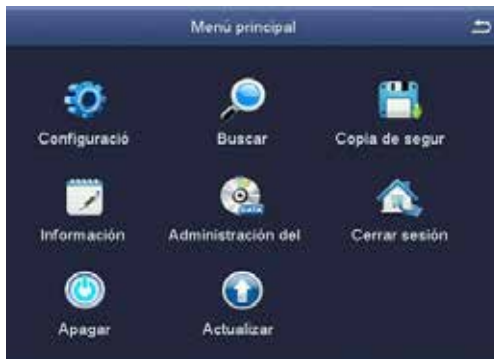 Menú principal
Configuració
Buscar
Copia de segur
Información
Administración del
Cerrar sesión
Apagar
Actualizar